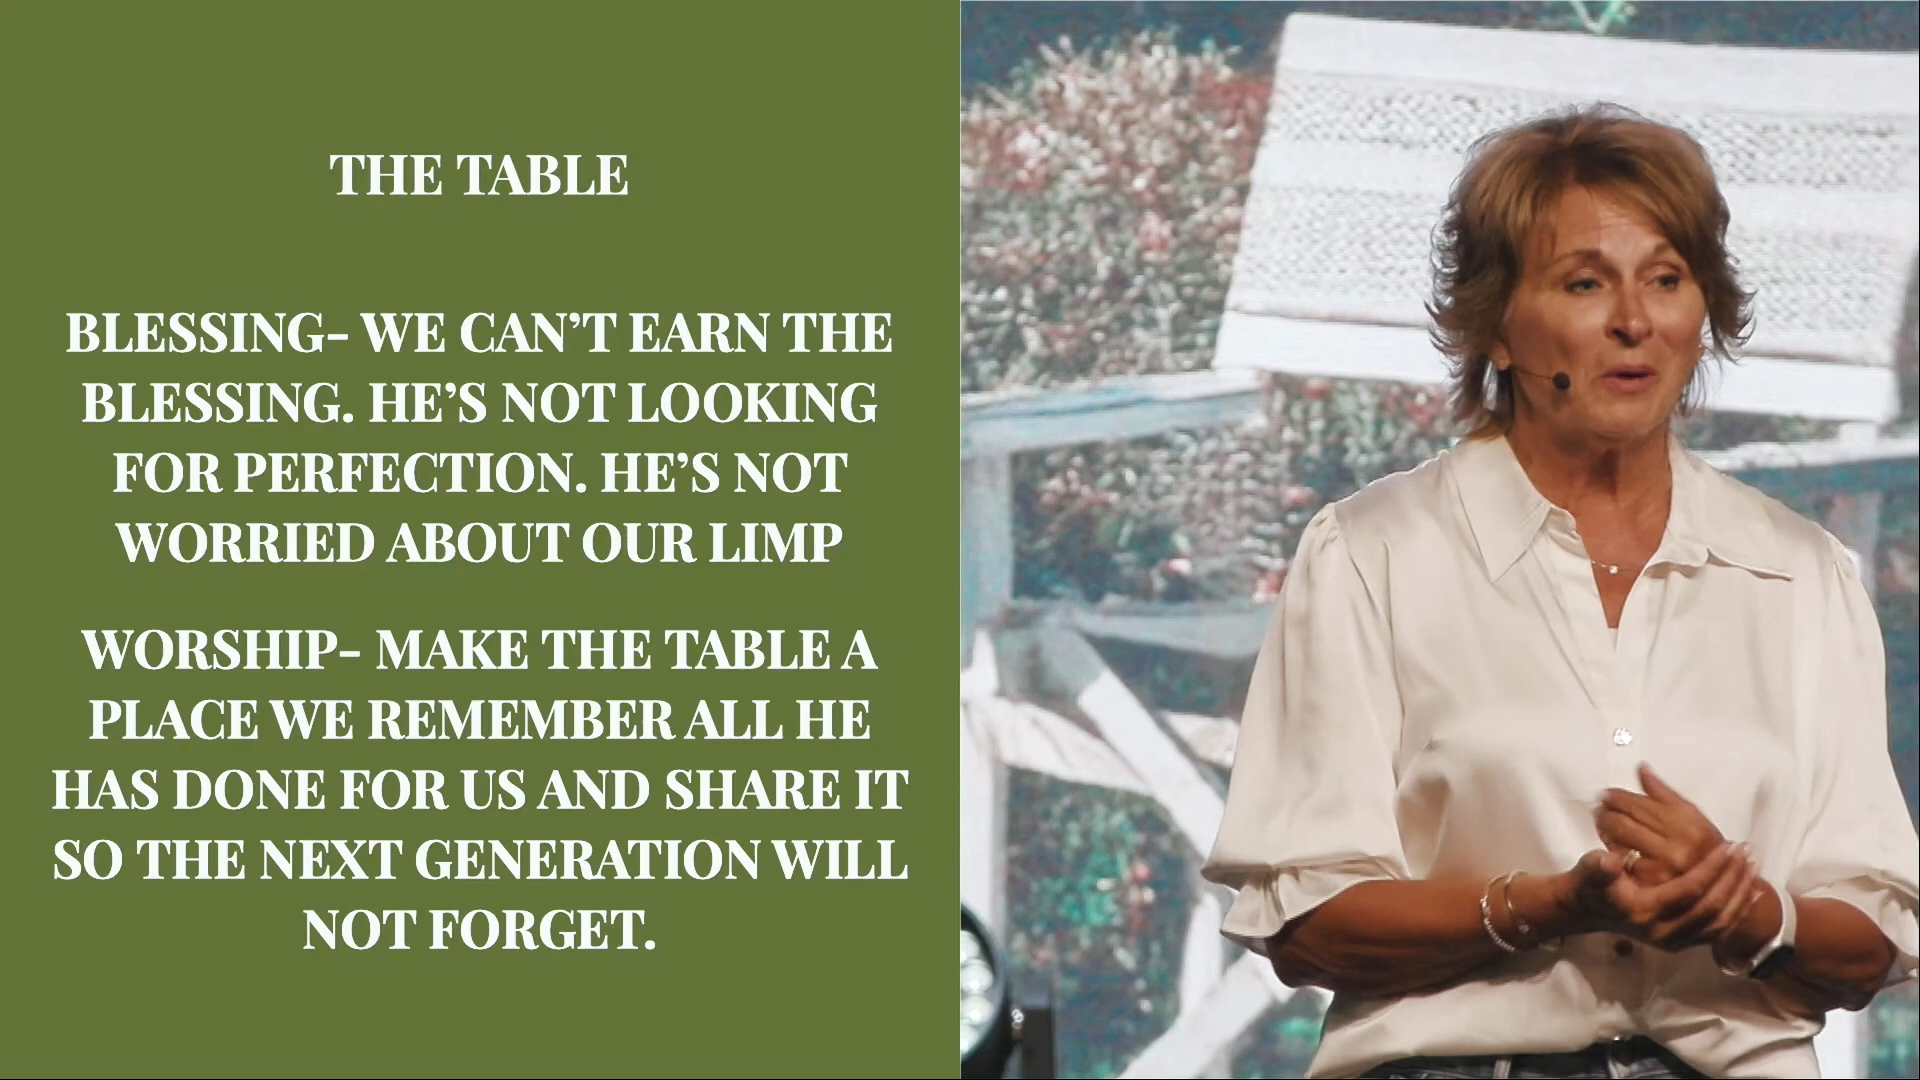 THE TABLE
BLESSING- WE CAN'T EARN THE
BLESSING. HE'S NOT LOOKING
FOR PERFECTION. HE'S NOT
WORRIED ABOUT OUR LIMP
WORSHIP- MAKE THE TABLE A
PLACE WE REMEMBER ALL HE
HAS DONE FOR US AND SHARE IT
SO THE NEXT GENERATION WILL
NOT FORGET.